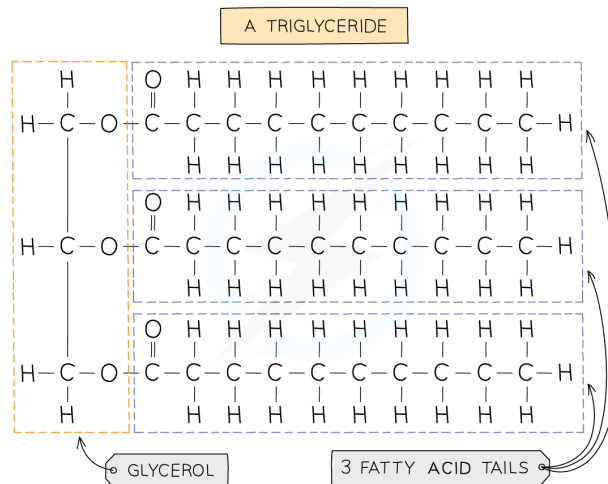 A TRIGLYCERIDE
H O H H H H H H H H H
H C O C C C C C C C C C C H
H H H H H H H H H
O H H H H H H H H H
H C O C C C C C C C C C C H
H H H H H H H H H
O H H H H H H H H H
H C O C C C C C C C C C C H
H H H H H H H H H H
GLYCEROL
3 FATTY ACID TAILS